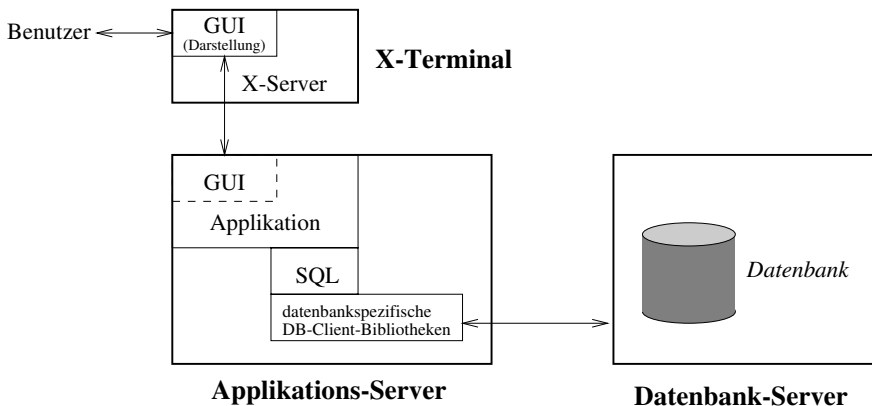 Benutzer
GUI
(Darstellung)
X-Server
X-Terminal
GUI
Applikation
SQL
datenbankspezifische
DB-Client-Bibliotheken
Applikations-Server
Datenbank
Datenbank-Server